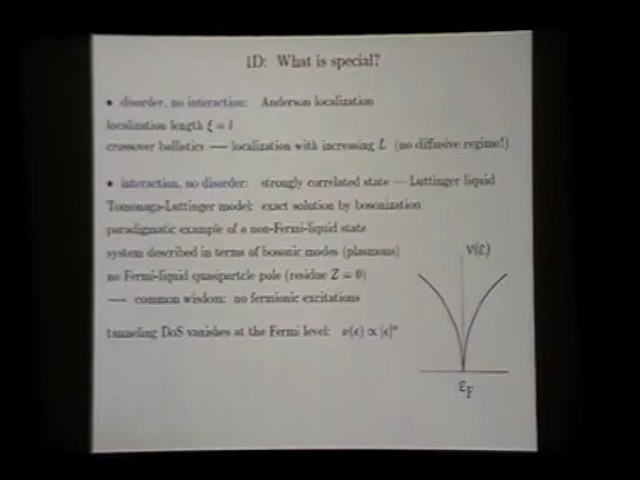 1D: What is special?
• disorder, no interaction: Anderson localization
localization length ξ = l
crossover ballistics — localization with increasing L (no diffusive regime!)
• interaction, no disorder: strongly correlated state — Luttinger liquid
Tomonaga-Luttinger model: exact solution by bosonization
paradigmatic example of a non-Fermi-liquid state
system described in terms of bosonic modes (plasmons)
no Fermi-liquid quasipartcle pole (residue Z = 0)
— common wisdom: no fermionic excitations
tunneling DoS vanishes at the Fermi level: ν(ϵ) ∝ |ϵ|
ν(ε)
ε_F